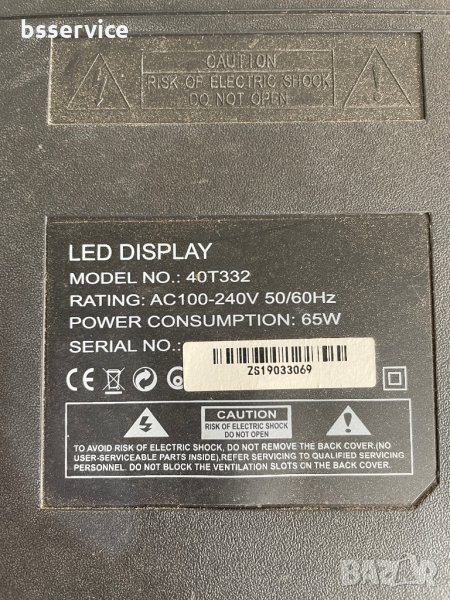 bsservice
CAUTION
RISK OF ELECTRIC SHOCK
DO NOT OPEN
LED DISPLAY
MODEL NO.: 40T332
RATING: AC100-240V 50/60Hz
POWER CONSUMPTION: 65W
SERIAL NO.:
ZS19033069
CAUTION
RISK OF ELECTRIC SHOCK
DO NOT OPEN
TO AVOID RISK OF ELECTRIC SHOCK, DO NOT REMOVE THE BACK COVER.(NO
USER-SERVICEABLE PARTS INSIDE).REFER SERVICING TO QUALIFIED SERVICING
PERSONNEL. DO NOT BLOCK THE VENTILATION SLOTS ON THE BACK COVER.
BAZAR